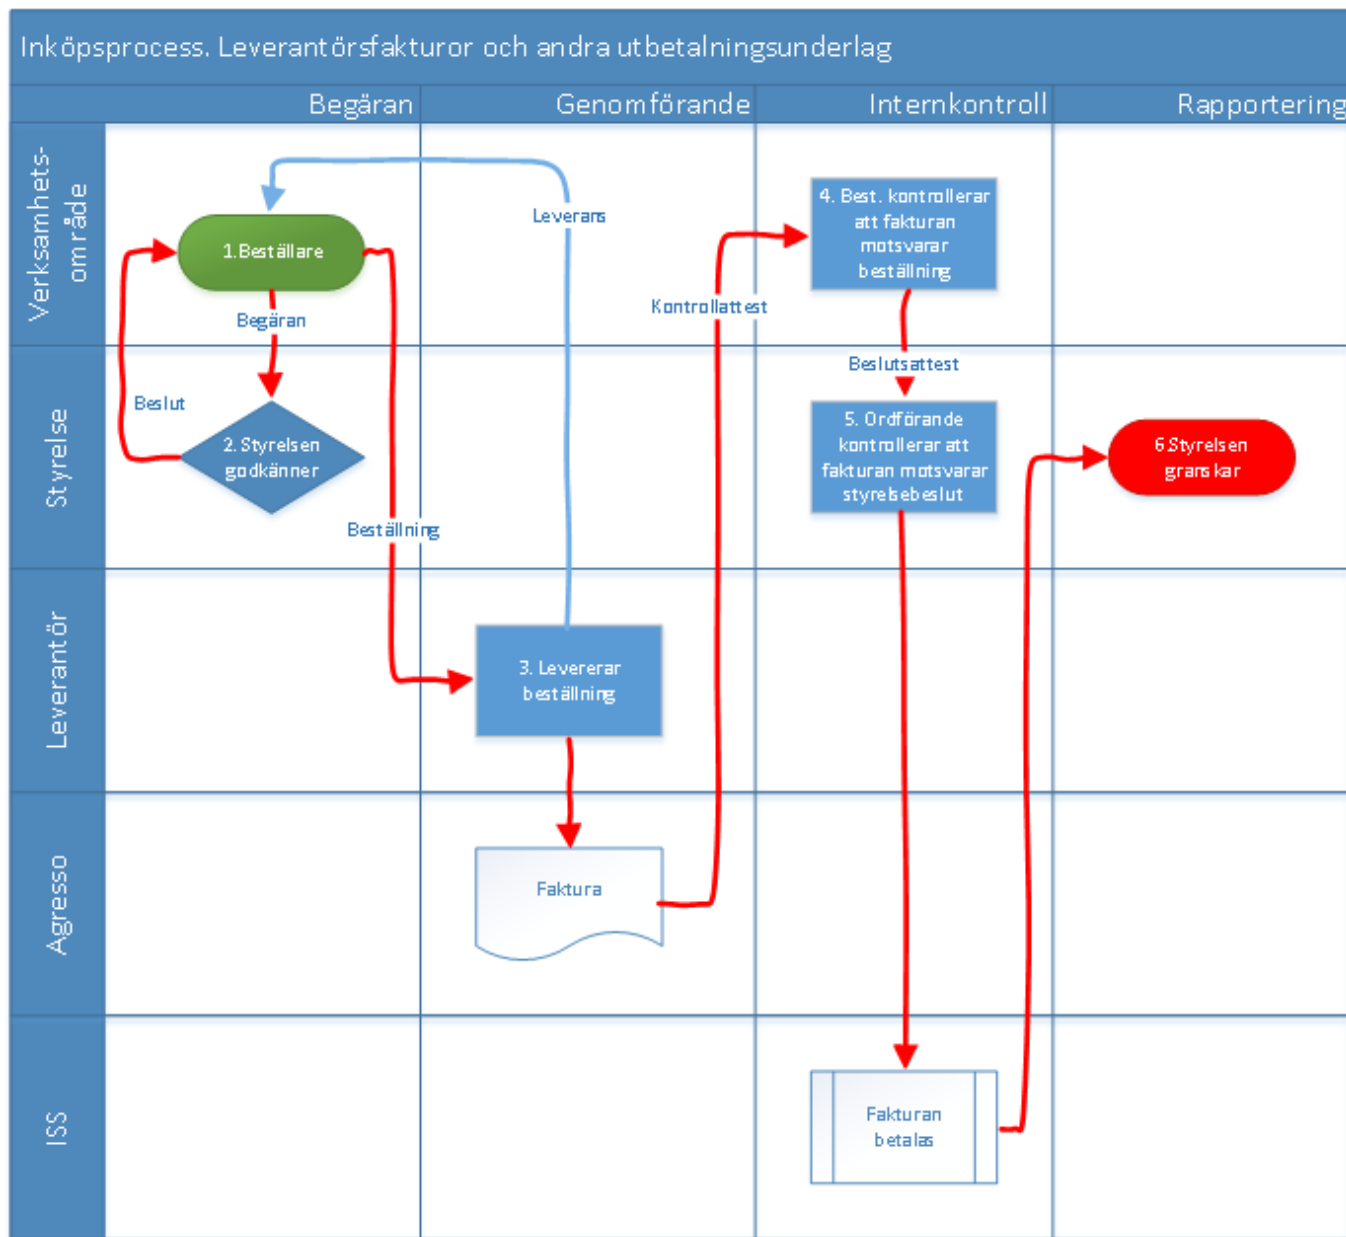 Inköpsprocess. Leverantörsfakturor och andra utbetalningsunderlag
Begäran
Genomförande
Internkontroll
Rapportering
Verksamhets-
område
Leverans
1.Beställare
4. Best. kontrollerar
att fakturan
motsvarar
beställning
Begäran
Kontrollattest
Beslutsattest
Styrelse
Beslut
2. Styrelsen
godkänner
5. Ordförande
kontrollerar att
fakturan motsvarar
styrelsebeslut
6.Styrelsen
granskar
Beställning
Leverantör
3. Levererar
beställning
Agresso
Faktura
ISS
Fakturan
betalas